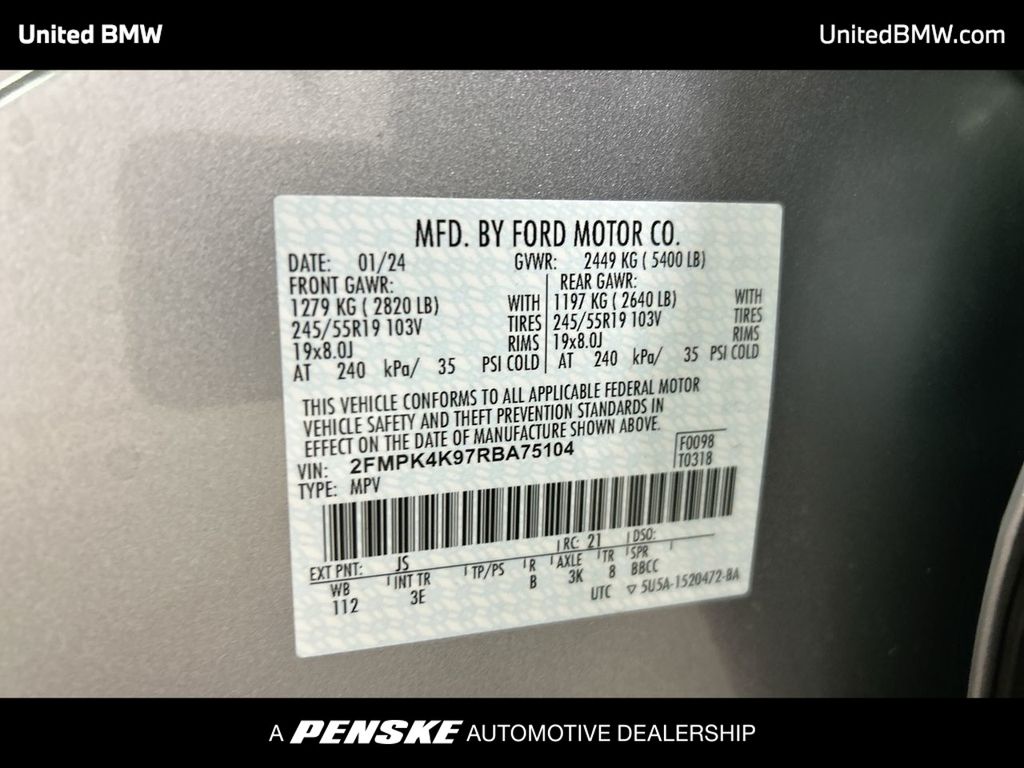 United BMW
UnitedBMW.com
MFD. BY FORD MOTOR CO.
DATE: 01/24 GVWR: 2449 KG ( 5400 LB)
FRONT GAWR: REAR GAWR:
1279 KG ( 2820 LB) WITH 1197 KG ( 2640 LB) WITH
245/55R19 103V TIRES 245/55R19 103V TIRES
19x8.0J RIMS 19x8.0J RIMS
AT 240 kPa/ 35 PSI COLD AT 240 kPa/ 35 PSI COLD
THIS VEHICLE CONFORMS TO ALL APPLICABLE FEDERAL MOTOR
VEHICLE SAFETY AND THEFT PREVENTION STANDARDS IN
EFFECT ON THE DATE OF MANUFACTURE SHOWN ABOVE.
VIN: 2FMPK4K97RBA75104 F0098
TYPE: MPV T0318
EXT PNT: JS RC: 21 DSO:
WB INT TR TP/PS R AXLE TR SPR
112 3E B 3K 8 BBCC
UTC ▽ 5U5A-1520472-BA
A PENSKE AUTOMOTIVE DEALERSHIP